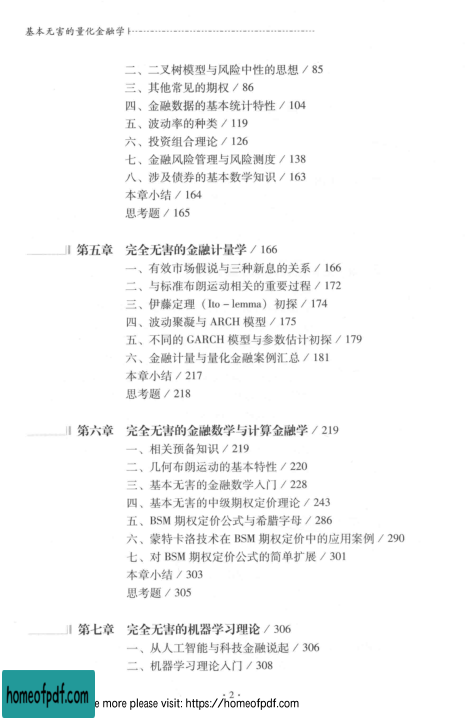 基本无害的量化金融学
二、二叉树模型与风险中性的思想 / 85
三、其他常见的期权 / 86
四、金融数据的基本统计特性 / 104
五、波动率的种类 / 119
六、投资组合理论 / 126
七、金融风险管理与风险测度 / 138
八、涉及债券的基本数学知识 / 163
本章小结 / 164
思考题 / 165
第五章 完全无害的金融计量学 / 166
一、有效市场假说与三种新息的关系 / 166
二、与标准布朗运动相关的重要过程 / 172
三、伊藤定理（Ito－lemma）初探 / 174
四、波动聚凝与 ARCH 模型 / 175
五、不同的 GARCH 模型与参数估计初探 / 179
六、金融计量与量化金融案例汇总 / 181
本章小结 / 217
思考题 / 218
第六章 完全无害的金融数学与计算金融学 / 219
一、相关预备知识 / 219
二、几何布朗运动的基本特性 / 220
三、基本无害的金融数学入门 / 228
四、基本无害的中级期权定价理论 / 243
五、BSM 期权定价公式与希腊字母 / 286
六、蒙特卡洛技术在 BSM 期权定价中的应用案例 / 290
七、对 BSM 期权定价公式的简单扩展 / 301
本章小结 / 303
思考题 / 305
第七章 完全无害的机器学习理论 / 306
一、从人工智能与科技金融说起 / 306
二、机器学习理论入门 / 308
· 2 ·
homeofpdf.com
e more please visit: https://homeofpdf.com